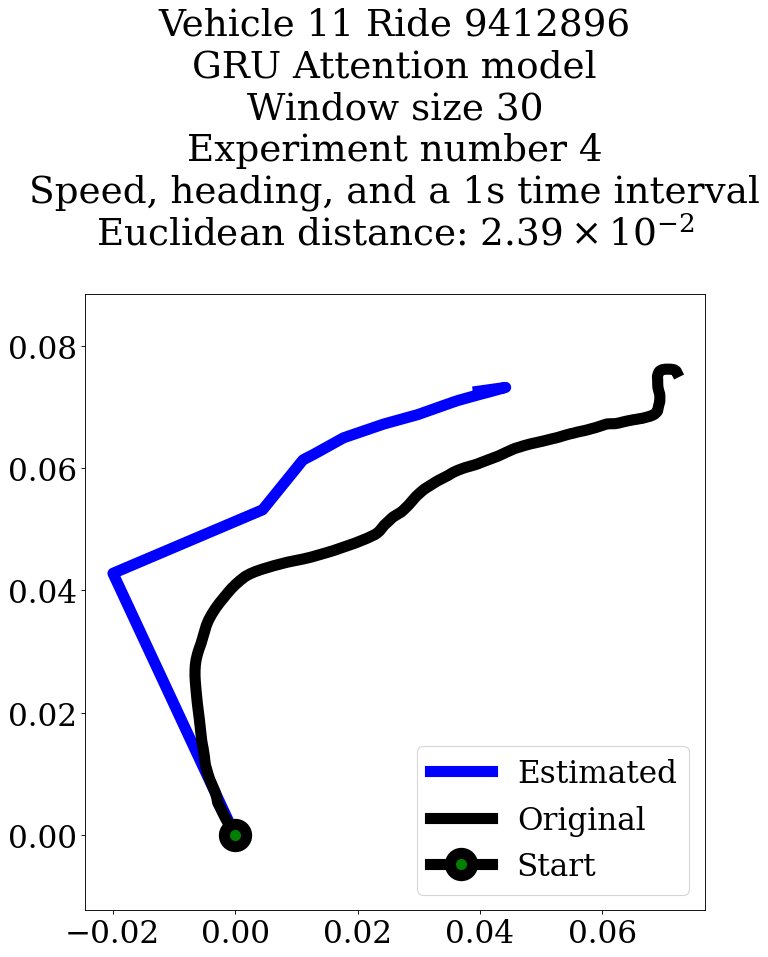 Vehicle 11 Ride 9412896
GRU Attention model
Window size 30
Experiment number 4
Speed, heading, and a 1s time interval
Euclidean distance: 2.39 × 10⁻²
0.08
0.06
0.04
0.02
0.00
Estimated
Original
Start
−0.02 0.00 0.02 0.04 0.06